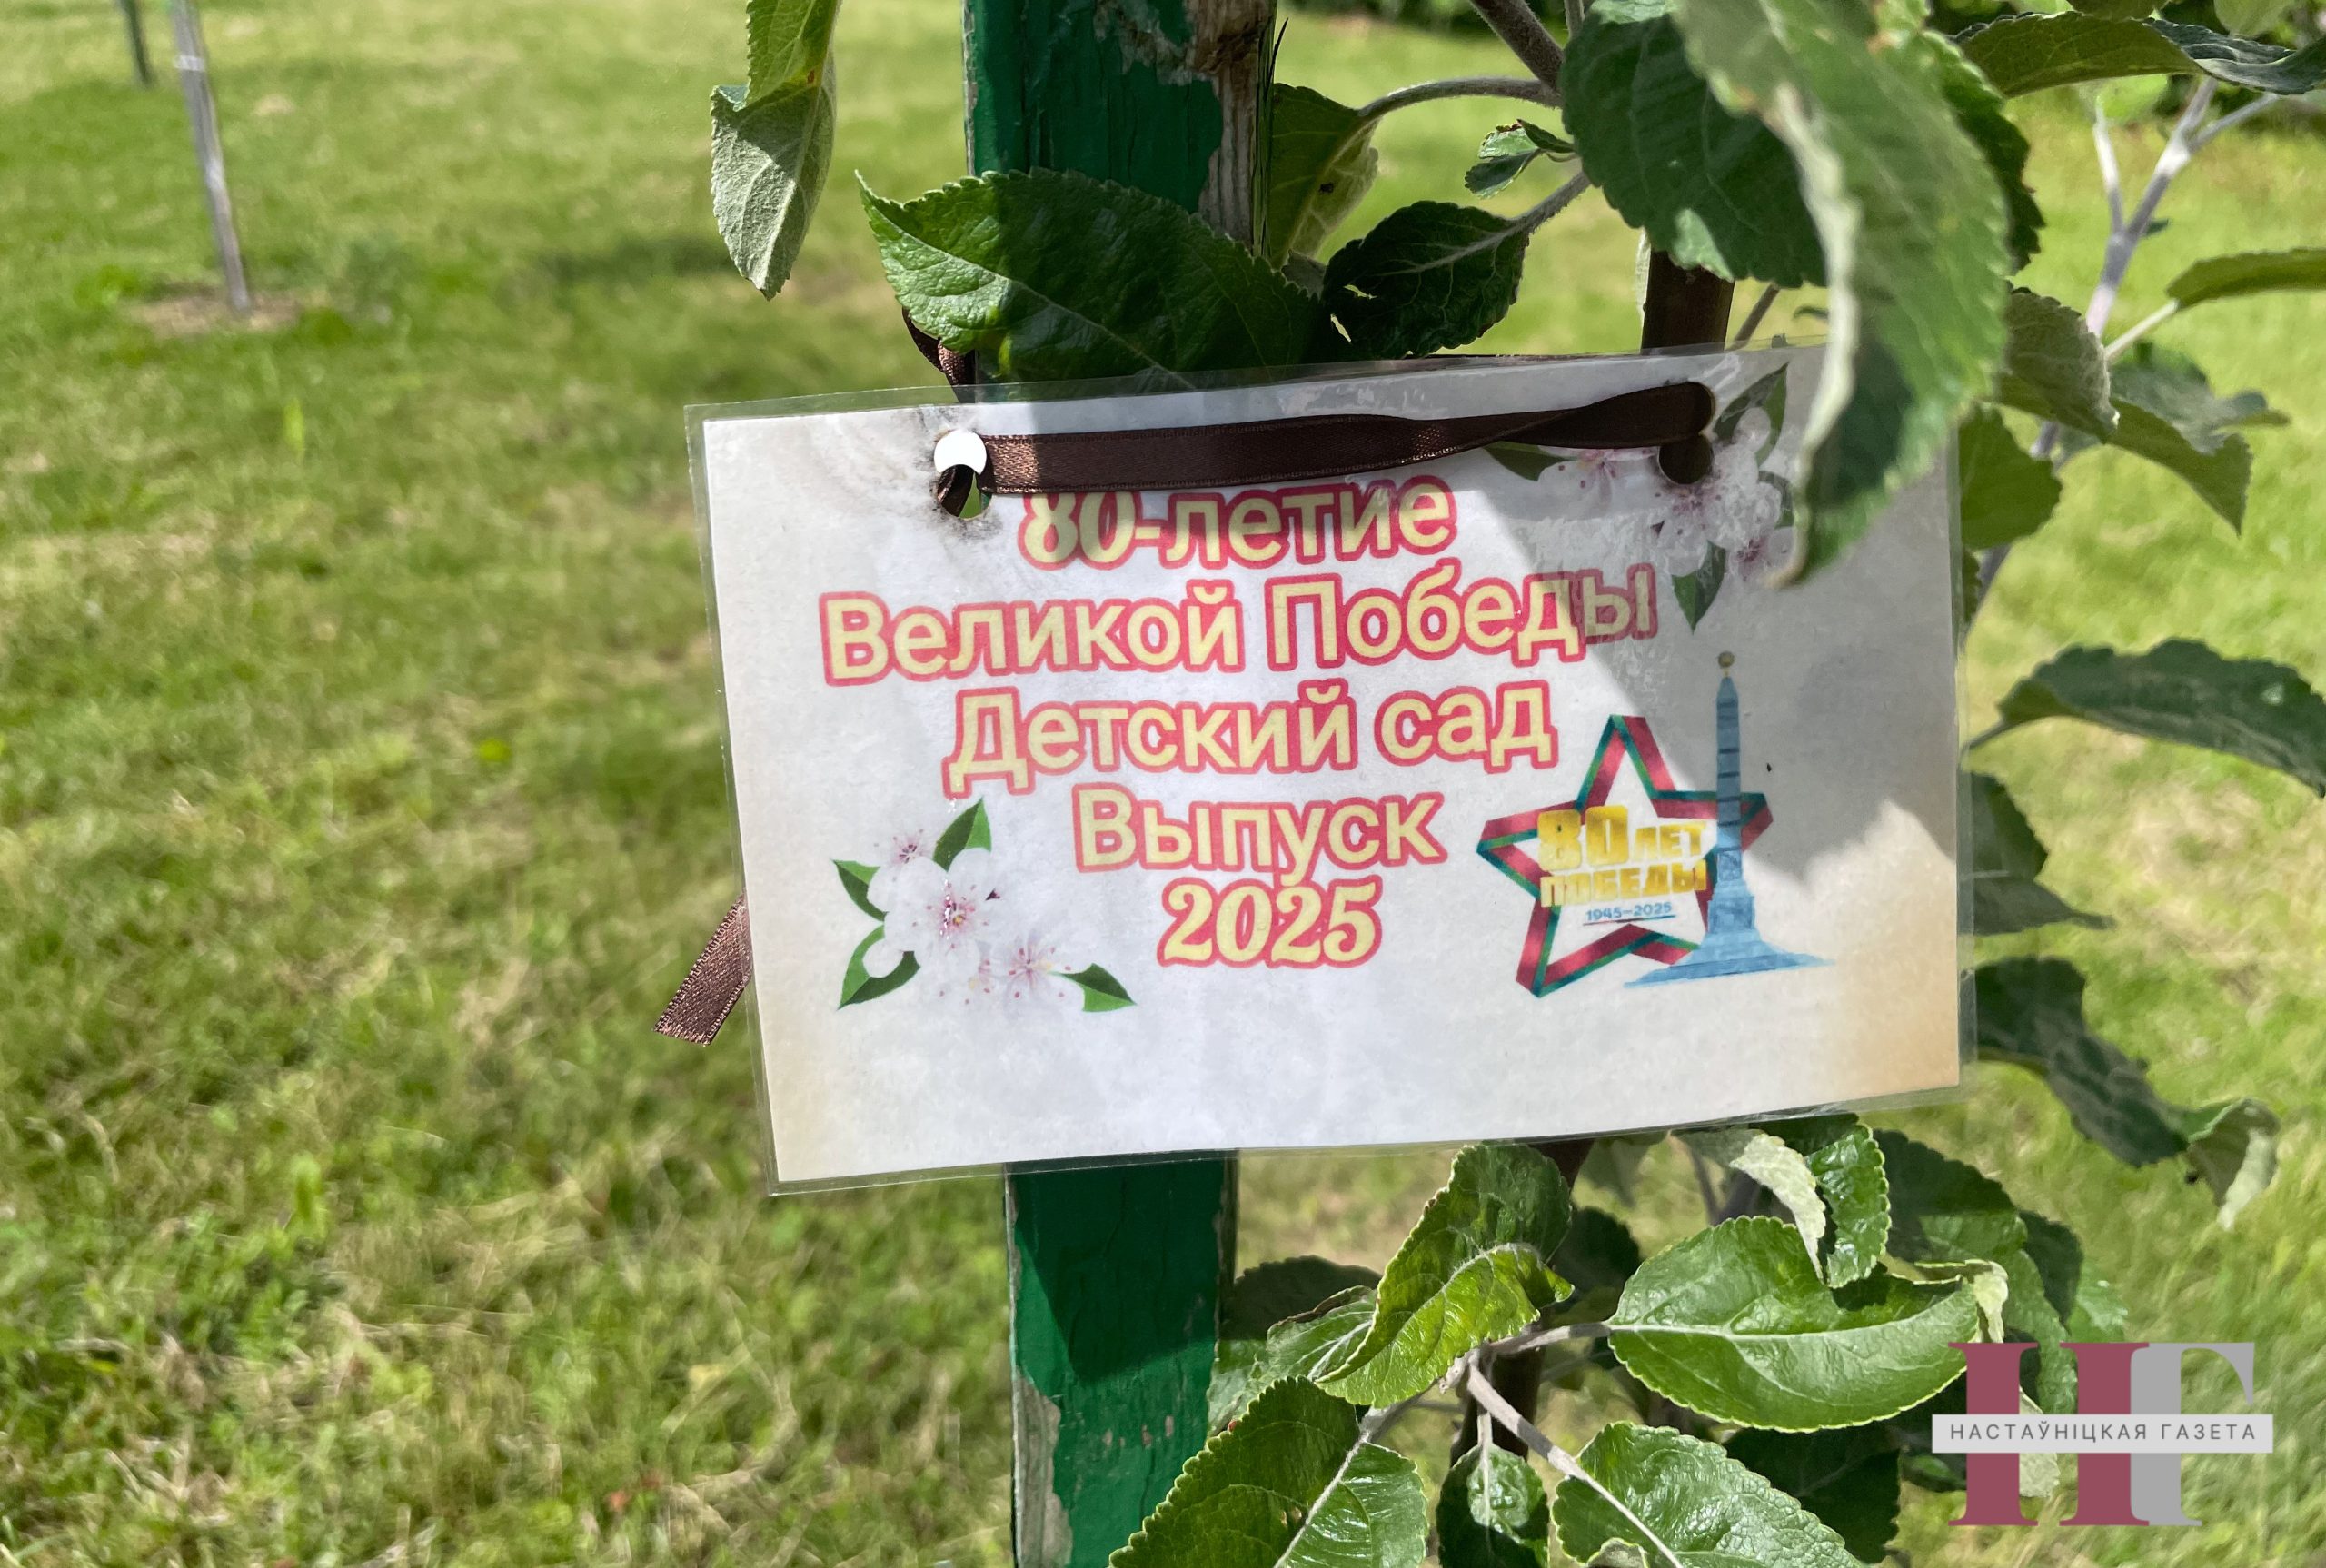 80-летие
Великой Победы
Детский сад
Выпуск
2025
80 ЛЕТ
ПОБЕДЫ
1945–2025
НГ
НАСТАЎНІЦКАЯ ГАЗЕТА